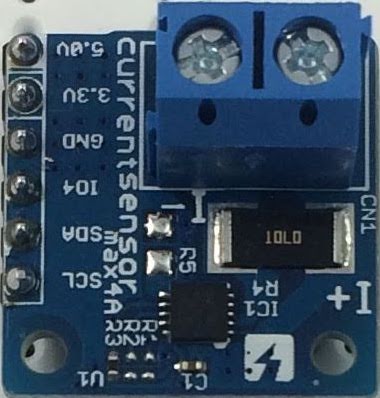 5.0V
3.3V
GND
IO4
SDA
SCL
currentsensor
max4A
I-
CN1
10L0
R5
R4
IC1
I+
R1
R2
R3
U1
C1